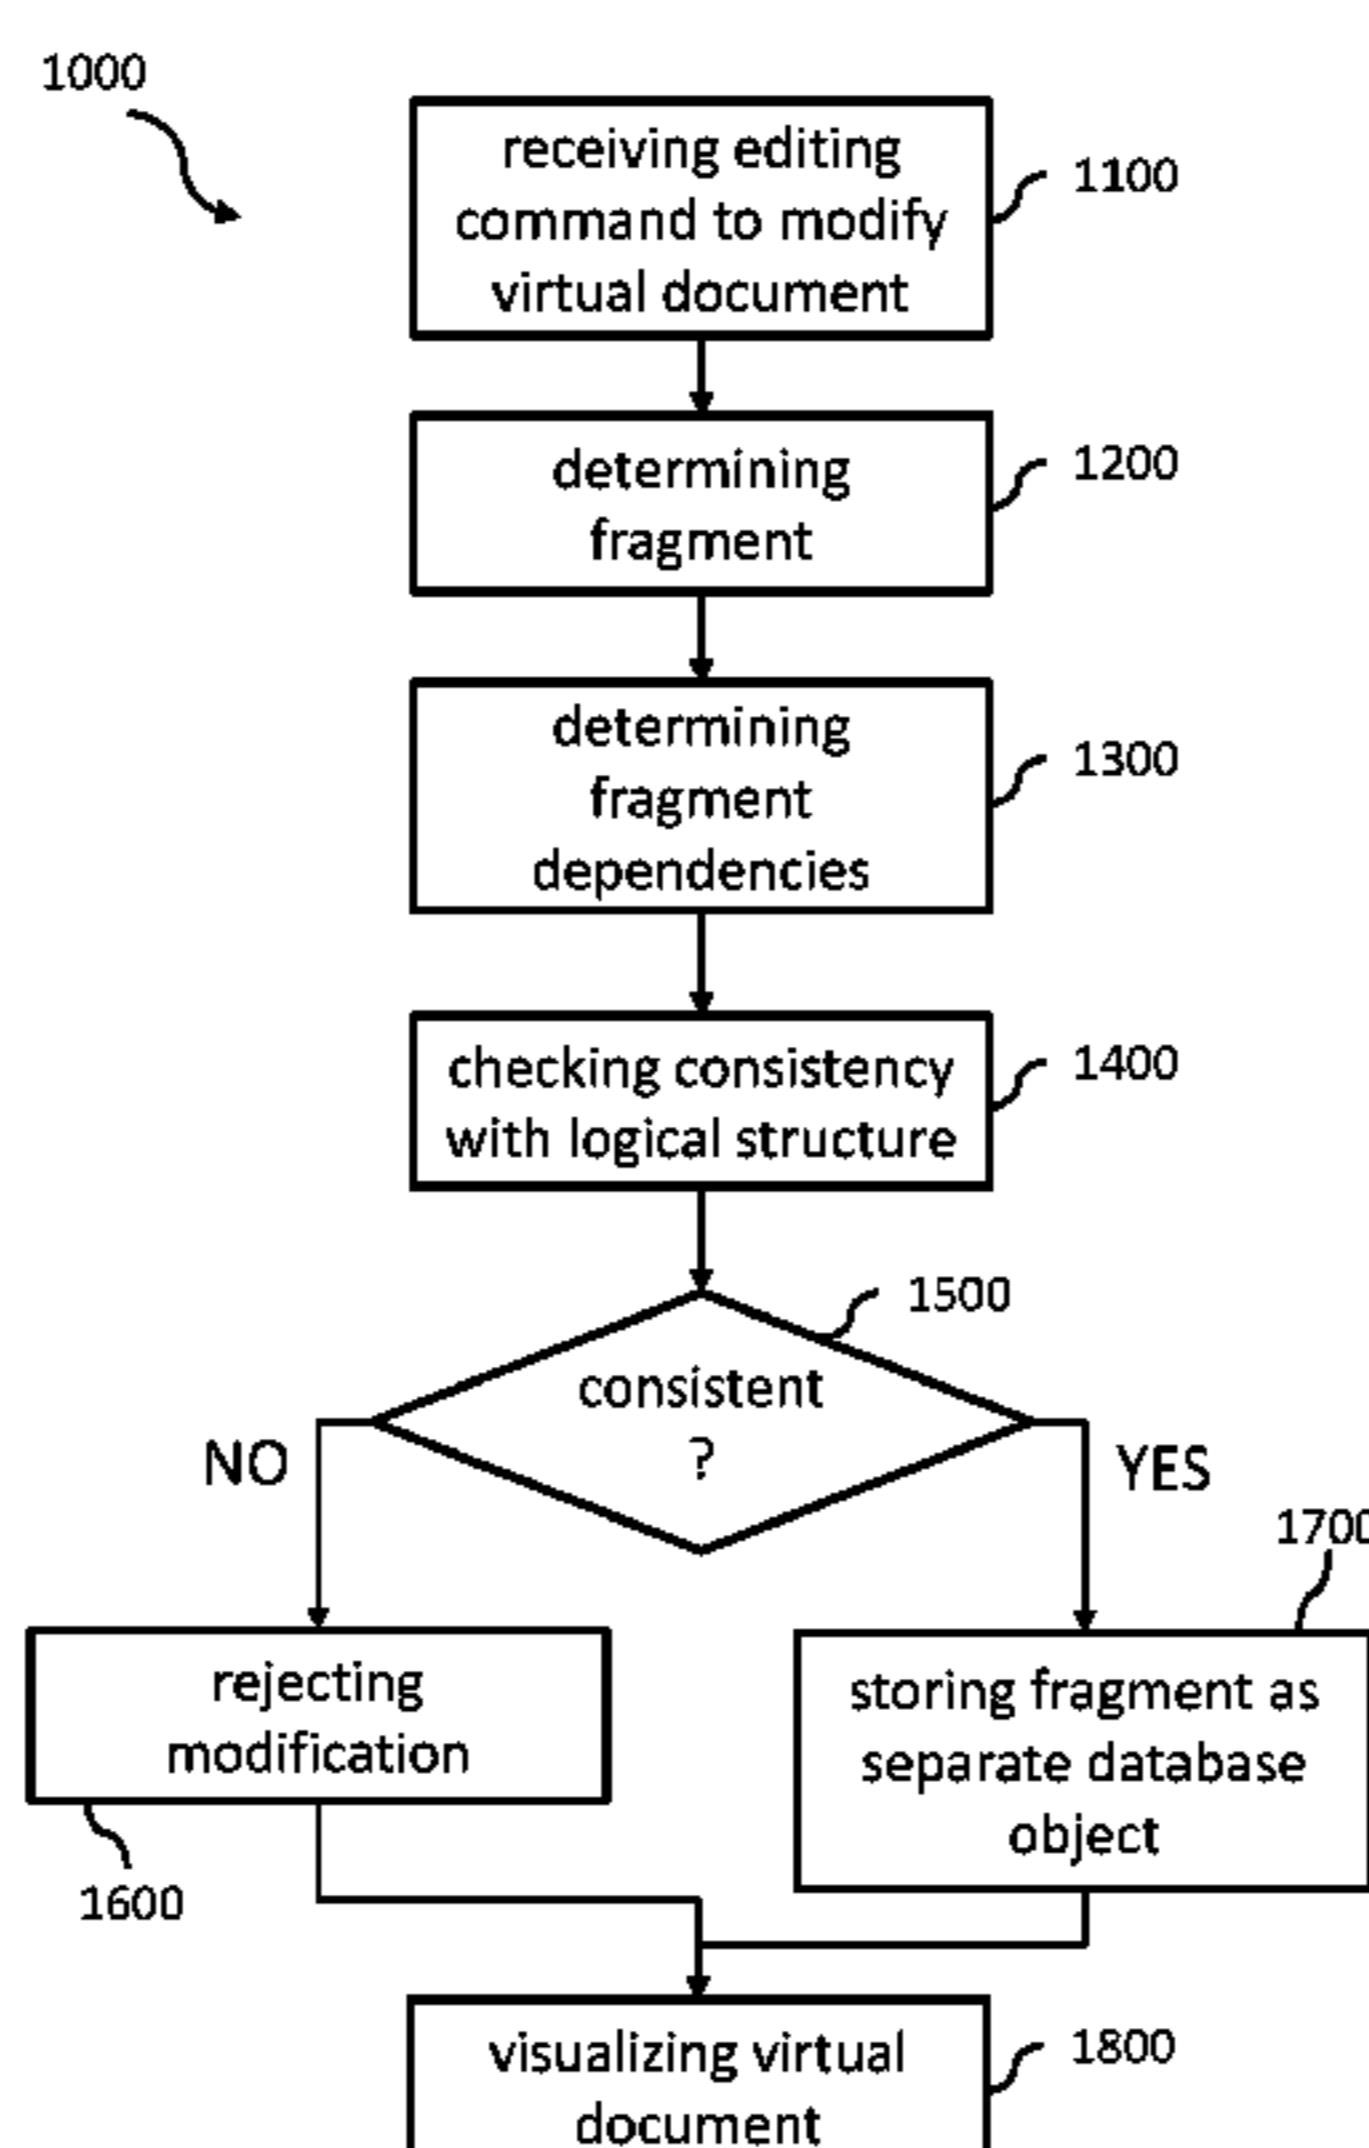 1000
receiving editing
command to modify
virtual document
1100
determining
fragment
1200
determining
fragment
dependencies
1300
checking consistency
with logical structure
1400
1500
consistent
?
NO
YES
1700
rejecting
modification
storing fragment as
separate database
object
1600
visualizing virtual
document
1800